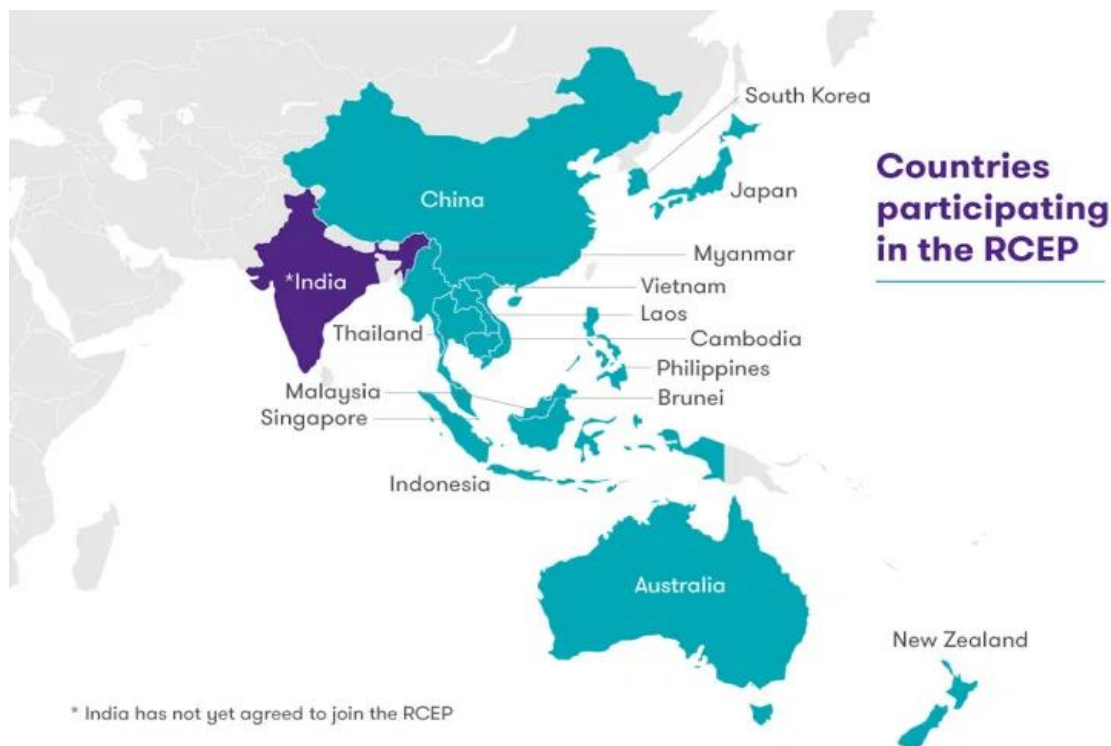 South Korea
Countries
participating
in the RCEP
China
Japan
Myanmar
*India
Vietnam
Laos
Thailand
Cambodia
Philippines
Malaysia
Brunei
Singapore
Indonesia
Australia
New Zealand
* India has not yet agreed to join the RCEP